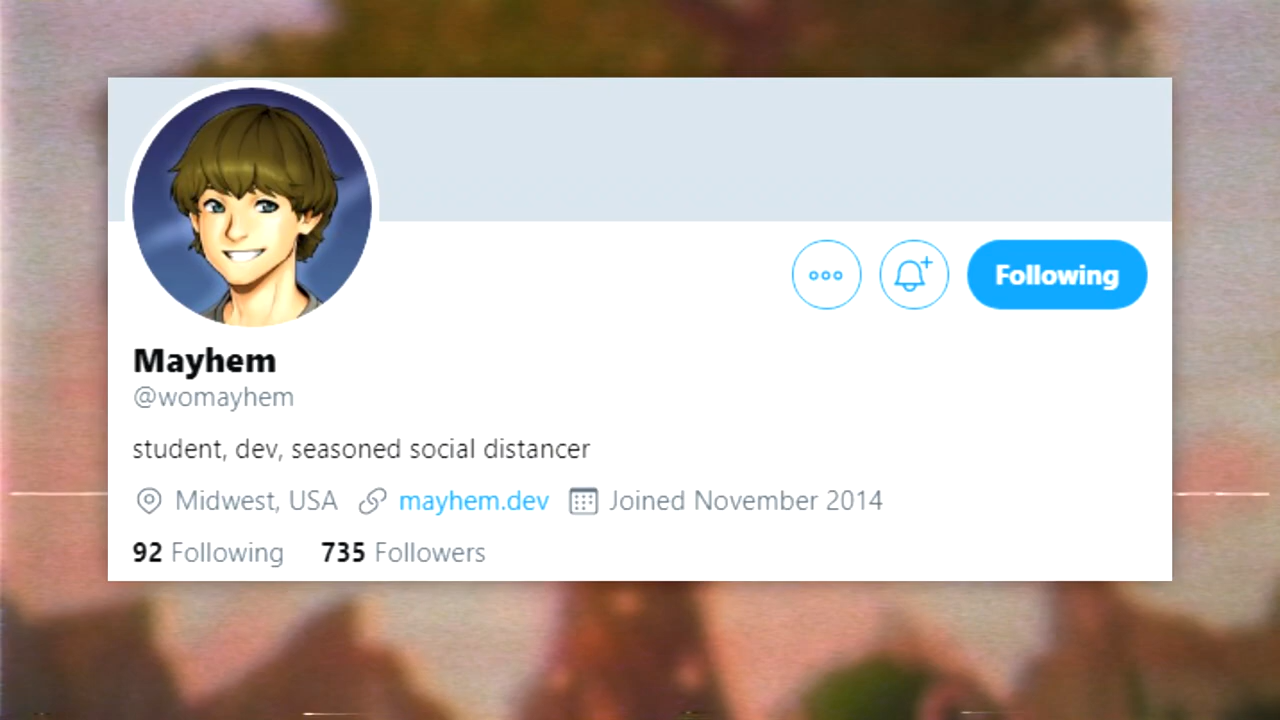 Following
Mayhem
@womayhem
student, dev, seasoned social distancer
Midwest, USA mayhem.dev Joined November 2014
92 Following 735 Followers